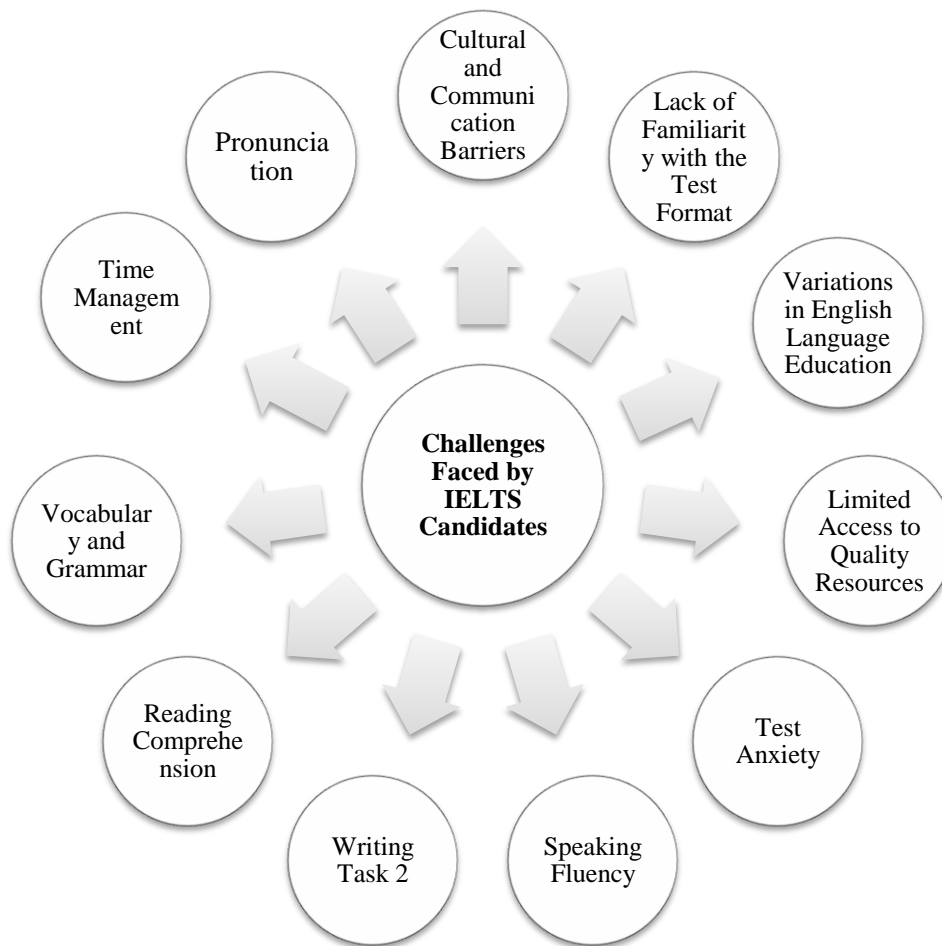 Cultural
and
Communi
cation
Barriers
Lack of
Familiarit
y with the
Test
Format
Variations
in English
Language
Education
Limited
Access to
Quality
Resources
Test
Anxiety
Speaking
Fluency
Writing
Task 2
Reading
Comprehe
nsion
Vocabular
y and
Grammar
Time
Managem
ent
Pronuncia
tion
Challenges
Faced by
IELTS
Candidates